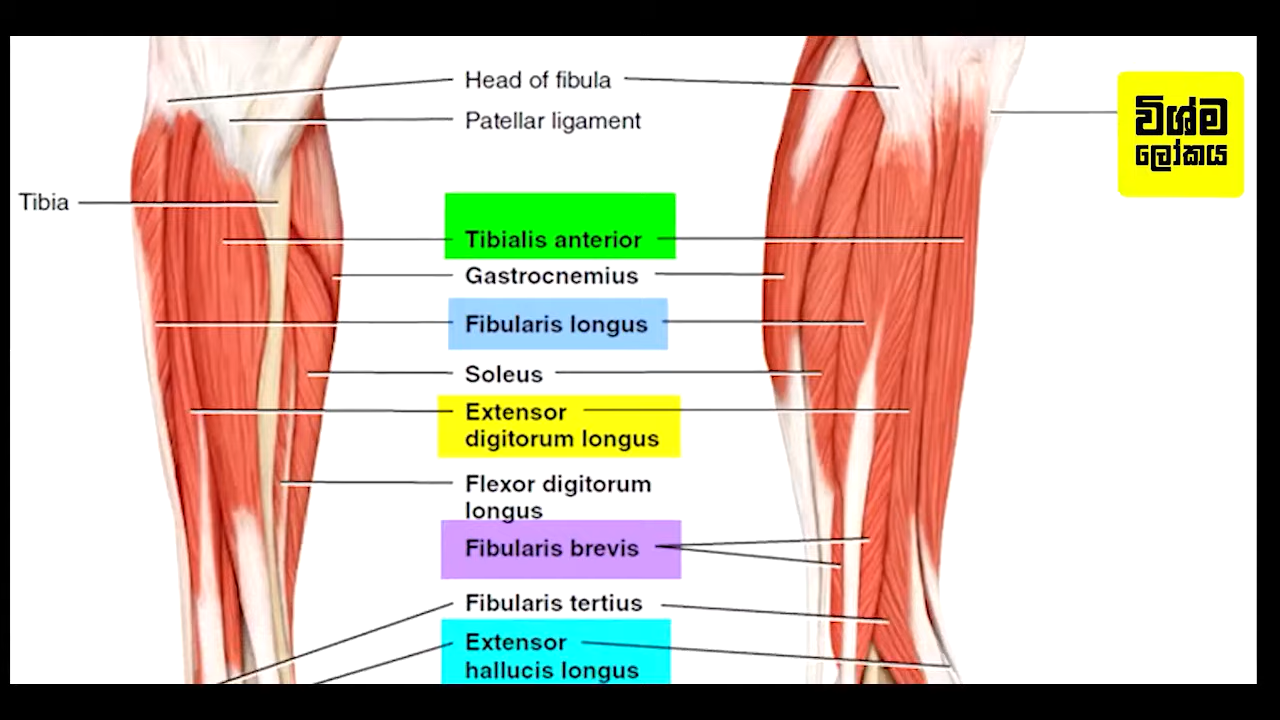 Head of fibula
Patellar ligament
විශ්ම
ලෝකය
Tibia
Tibialis anterior
Gastrocnemius
Fibularis longus
Soleus
Extensor
digitorum longus
Flexor digitorum
longus
Fibularis brevis
Fibularis tertius
Extensor
hallucis longus